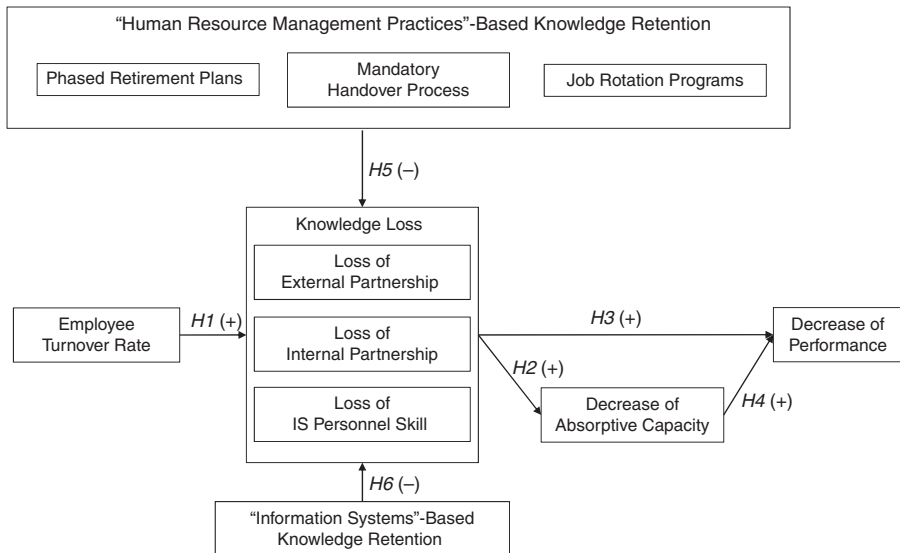 “Human Resource Management Practices”-Based Knowledge Retention
Phased Retirement Plans
Mandatory
Handover Process
Job Rotation Programs
H5 (–)
Knowledge Loss
Loss of
External Partnership
Employee
Turnover Rate
H1 (+)
Loss of
Internal Partnership
H3 (+)
Decrease of
Performance
H2 (+)
Loss of
IS Personnel Skill
Decrease of
Absorptive Capacity
H4 (+)
H6 (–)
“Information Systems”-Based
Knowledge Retention